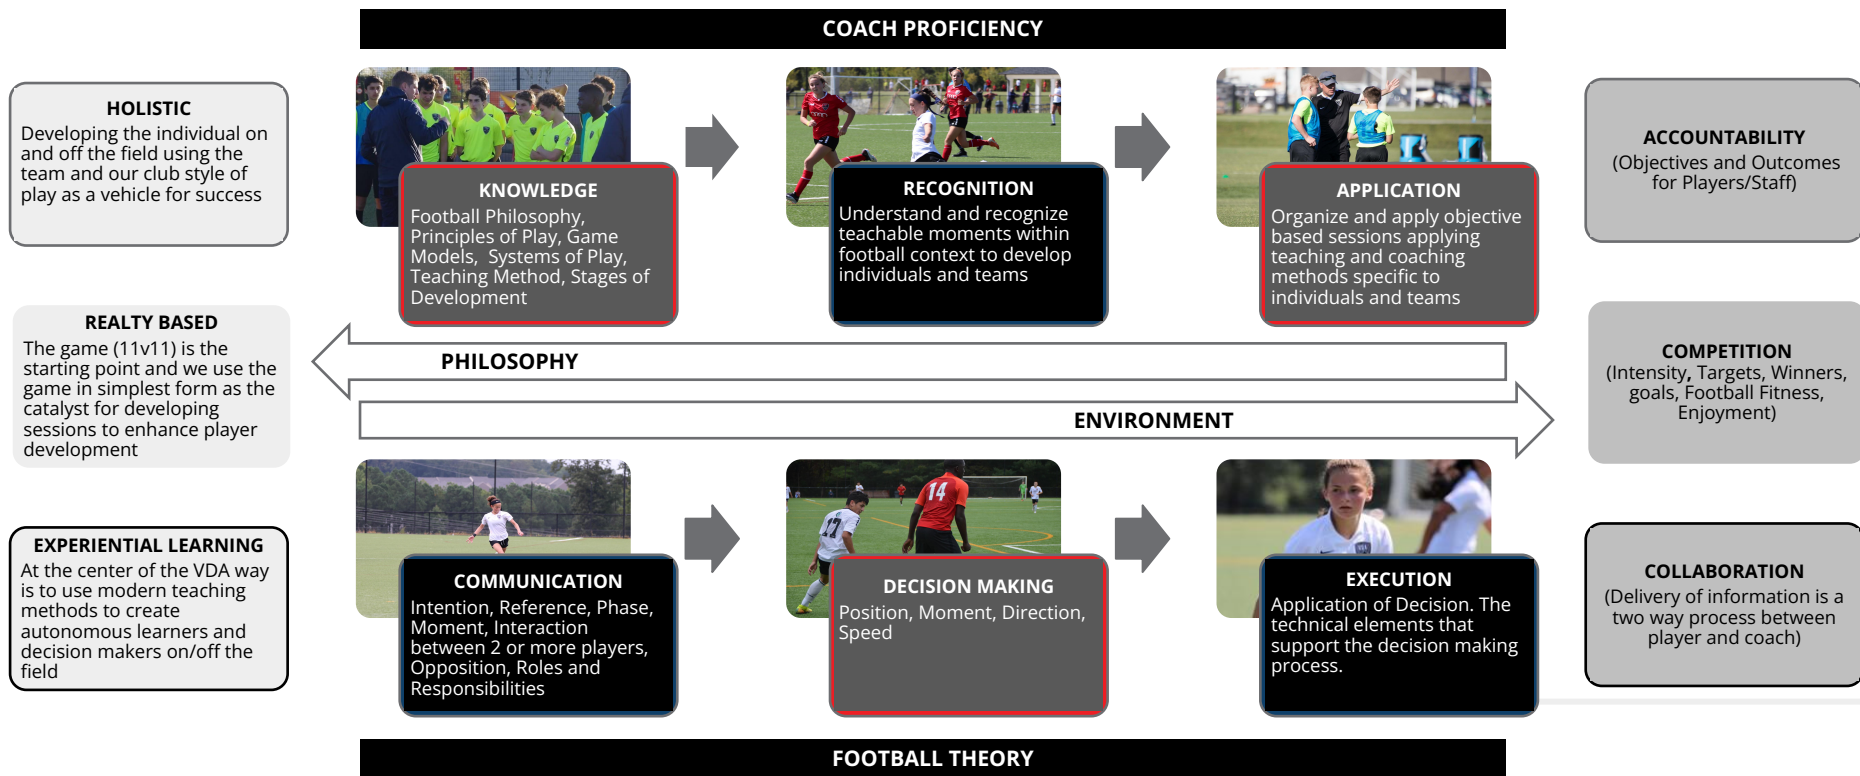 COACH PROFICIENCY
HOLISTIC
Developing the individual on
and off the field using the
team and our club style of
play as a vehicle for success
KNOWLEDGE
Football Philosophy,
Principles of Play, Game
Models,  Systems of Play,
Teaching Method, Stages of
Development
RECOGNITION
Understand and recognize
teachable moments within
football context to develop
individuals and teams
APPLICATION
Organize and apply objective
based sessions applying
teaching and coaching
methods specific to
individuals and teams
ACCOUNTABILITY
(Objectives and Outcomes
for Players/Staff)
REALTY BASED
The game (11v11) is the
starting point and we use the
game in simplest form as the
catalyst for developing
sessions to enhance player
development
PHILOSOPHY
ENVIRONMENT
COMPETITION
(Intensity, Targets, Winners,
goals, Football Fitness,
Enjoyment)
EXPERIENTIAL LEARNING
At the center of the VDA way
is to use modern teaching
methods to create
autonomous learners and
decision makers on/off the
field
COMMUNICATION
Intention, Reference, Phase,
Moment, Interaction
between 2 or more players,
Opposition, Roles and
Responsibilities
17
14
DECISION MAKING
Position, Moment, Direction,
Speed
EXECUTION
Application of Decision. The
technical elements that
support the decision making
process.
COLLABORATION
(Delivery of information is a
two way process between
player and coach)
FOOTBALL THEORY